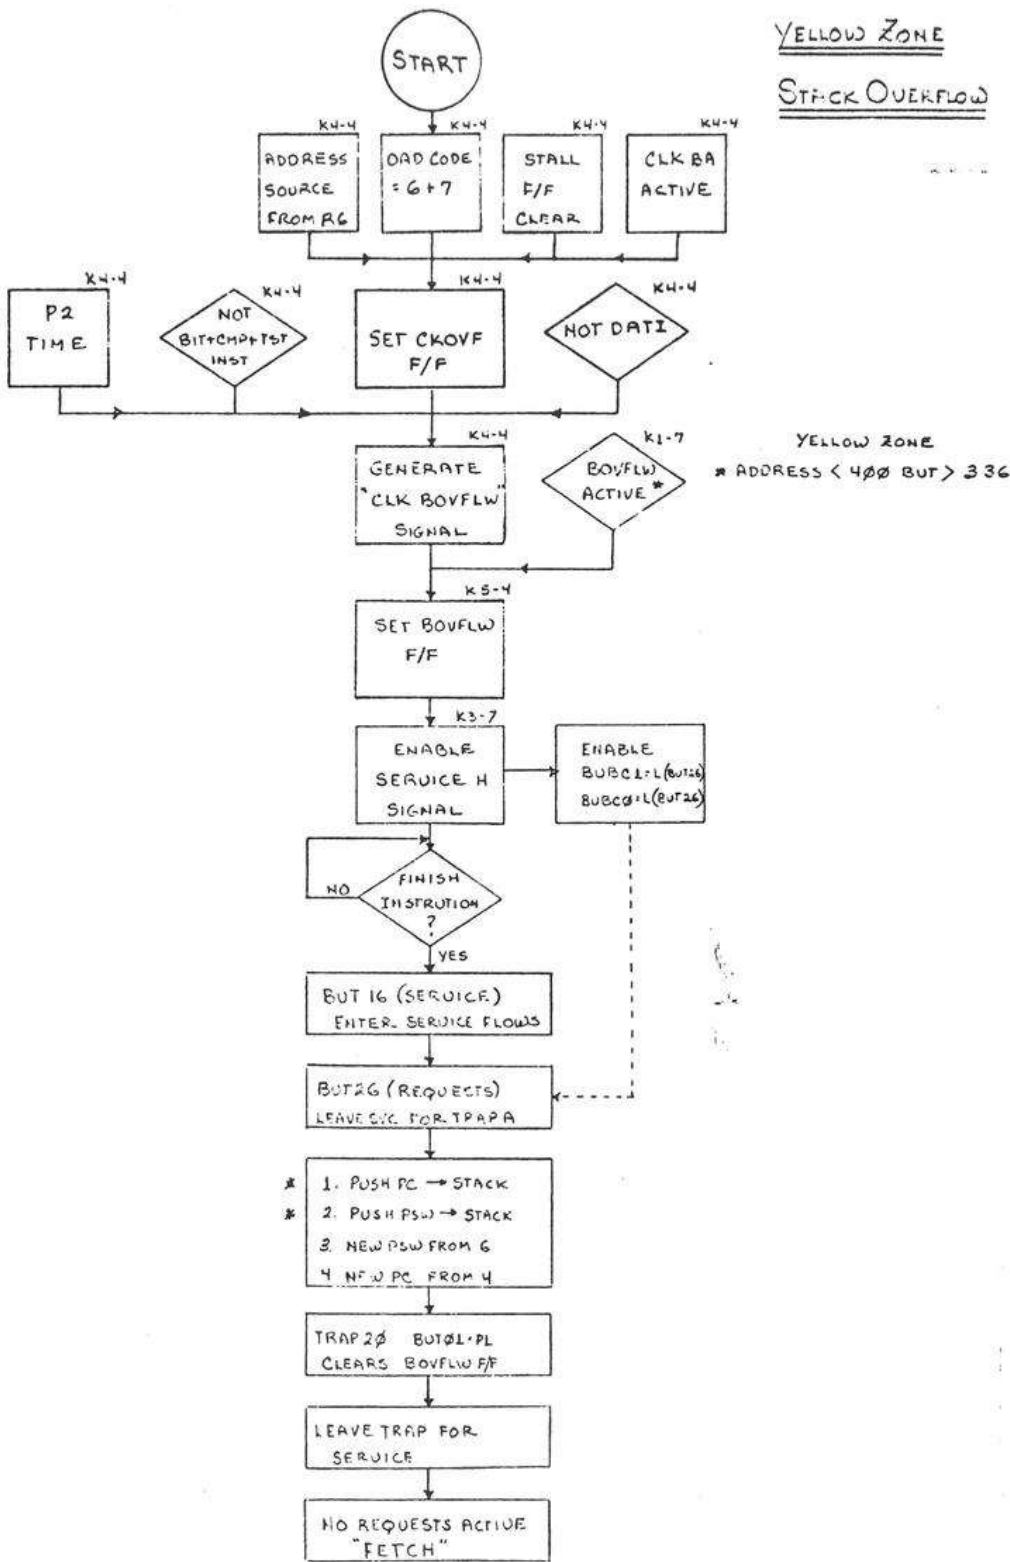 YELLOW ZONE
STACK OVERFLOW
START
K4-4
K4-4
K4-4
K4-4
ADDRESS
SOURCE
FROM R6
OAD CODE
= 6+7
STALL
F/F
CLEAR
CLK BA
ACTIVE
K4-4
K4-4
K4-4
K4-4
P2
TIME
NOT
BIT+CMP+TST
INST
SET CKOVF
F/F
NOT DATI
K4-4
GENERATE
"CLK BOVFLW"
SIGNAL
K1-7
BOVFLW
ACTIVE *
YELLOW ZONE
* ADDRESS < 4ØØ BUT > 336
K5-4
SET BOVFLW
F/F
K3-7
ENABLE
SERVICE H
SIGNAL
ENABLE
BUBC1=L(BUT26)
BUBCØ=L(BUT26)
NO
FINISH
INSTRUTION
?
YES
BUT 16 (SERVICE)
ENTER SERVICE FLOWS
BUT26 (REQUESTS)
LEAVE SVC FOR TRAP A
* 1. PUSH PC → STACK
* 2. PUSH PSW → STACK
3. NEW PSW FROM 6
4 NEW PC FROM 4
TRAP 2Ø BUTØ1·P1
CLEARS BOVFLW F/F
LEAVE TRAP FOR
SERVICE
NO REQUESTS ACTIVE
"FETCH"